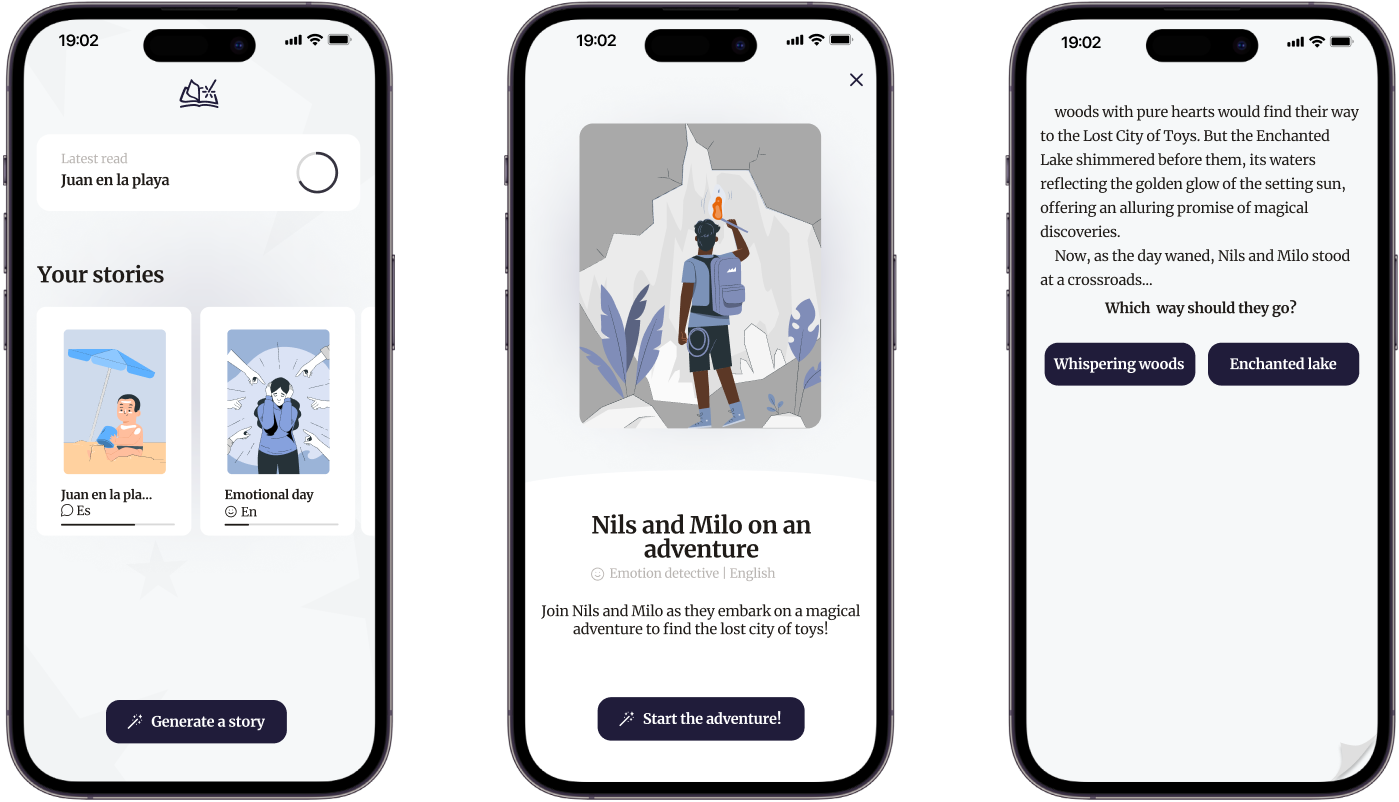 19:02
Latest read
Juan en la playa
Your stories
Juan en la pla...
Es
Emotional day
En
Generate a story
19:02
Nils and Milo on an
adventure
Emotion detective | English
Join Nils and Milo as they embark on a magical
adventure to find the lost city of toys!
Start the adventure!
19:02
woods with pure hearts would find their way
to the Lost City of Toys. But the Enchanted
Lake shimmered before them, its waters
reflecting the golden glow of the setting sun,
offering an alluring promise of magical
discoveries.
Now, as the day waned, Nils and Milo stood
at a crossroads...
Which way should they go?
Whispering woods
Enchanted lake